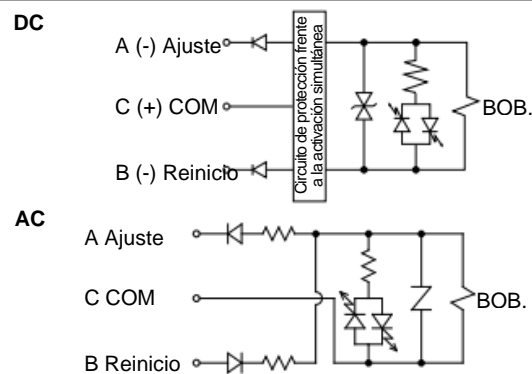 DC
A (-) Ajuste
C (+) COM
B (-) Reinicio
Circuito de protección frente
a la activación simultánea
BOB.
AC
A Ajuste
C COM
B Reinicio
BOB.